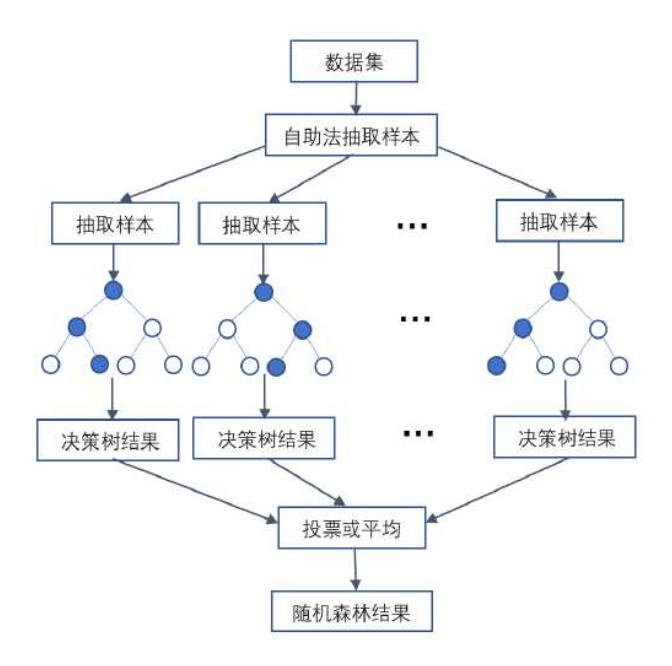 数据集
自助法抽取样本
抽取样本
抽取样本
...
抽取样本
...
决策树结果
决策树结果
...
决策树结果
投票或平均
随机森林结果